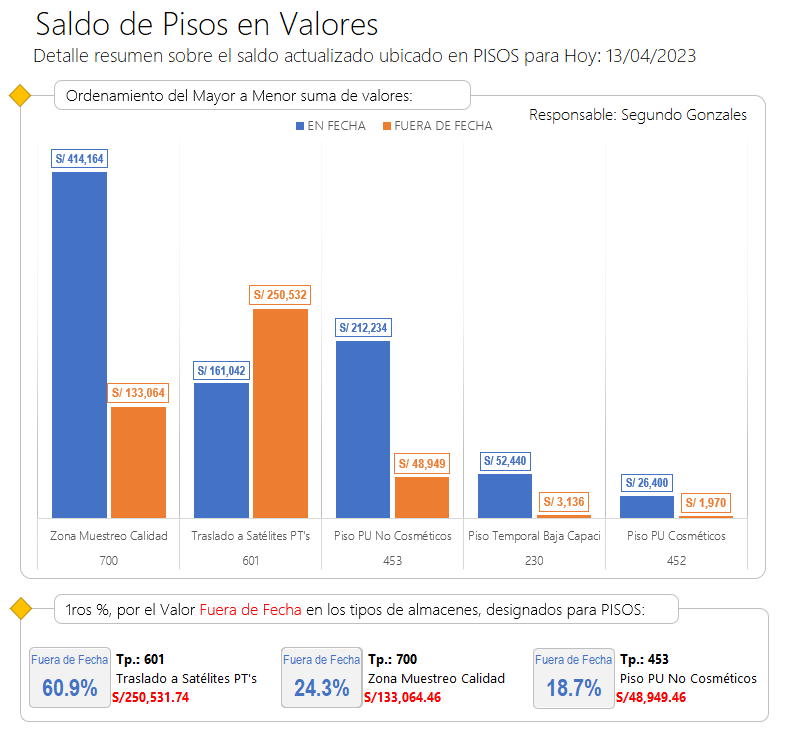 Saldo de Pisos en Valores
Detalle resumen sobre el saldo actualizado ubicado en PISOS para Hoy: 13/04/2023
Ordenamiento del Mayor a Menor suma de valores:
Responsable: Segundo Gonzales
EN FECHA FUERA DE FECHA
S/ 414,164
S/ 133,064
S/ 161,042
S/ 250,532
S/ 212,234
S/ 48,949
S/ 52,440
S/ 3,136
S/ 26,400
S/ 1,970
Zona Muestreo Calidad Traslado a Satélites PT's Piso PU No Cosméticos Piso Temporal Baja Capaci Piso PU Cosméticos
700 601 453 230 452
1ros %, por el Valor Fuera de Fecha en los tipos de almacenes, designados para PISOS:
Fuera de Fecha
60.9%
Tp.: 601
Traslado a Satélites PT's
S/250,531.74
Fuera de Fecha
24.3%
Tp.: 700
Zona Muestreo Calidad
S/133,064.46
Fuera de Fecha
18.7%
Tp.: 453
Piso PU No Cosméticos
S/48,949.46